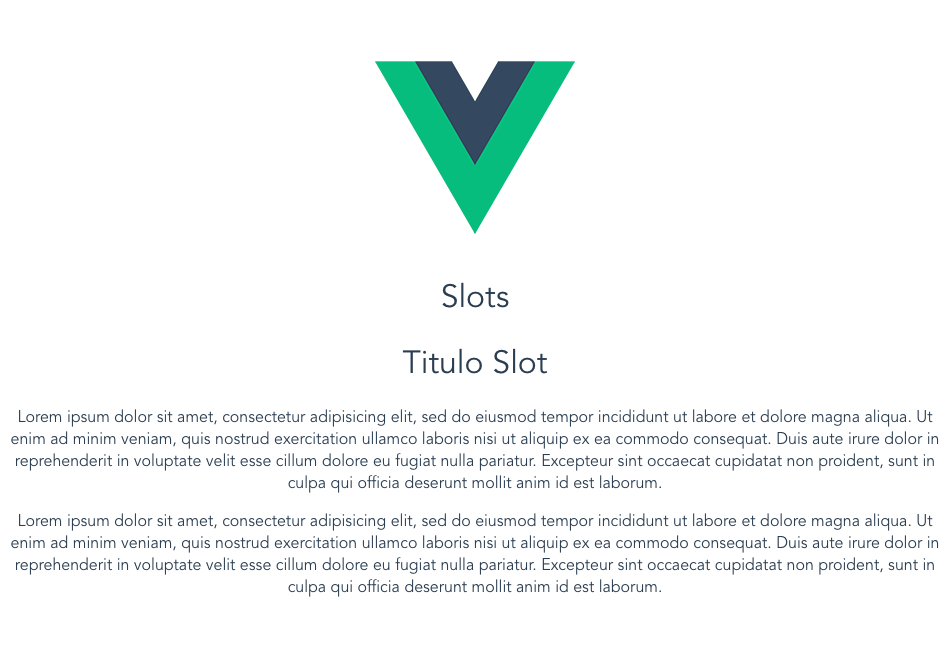 Slots
Titulo Slot
Lorem ipsum dolor sit amet, consectetur adipisicing elit, sed do eiusmod tempor incididunt ut labore et dolore magna aliqua. Ut
enim ad minim veniam, quis nostrud exercitation ullamco laboris nisi ut aliquip ex ea commodo consequat. Duis aute irure dolor in
reprehenderit in voluptate velit esse cillum dolore eu fugiat nulla pariatur. Excepteur sint occaecat cupidatat non proident, sunt in
culpa qui officia deserunt mollit anim id est laborum.
Lorem ipsum dolor sit amet, consectetur adipisicing elit, sed do eiusmod tempor incididunt ut labore et dolore magna aliqua. Ut
enim ad minim veniam, quis nostrud exercitation ullamco laboris nisi ut aliquip ex ea commodo consequat. Duis aute irure dolor in
reprehenderit in voluptate velit esse cillum dolore eu fugiat nulla pariatur. Excepteur sint occaecat cupidatat non proident, sunt in
culpa qui officia deserunt mollit anim id est laborum.